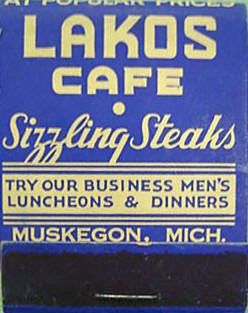 AT POPULAR PRICES
LAKOS
CAFE
Sizzling Steaks
TRY OUR BUSINESS MEN'S
LUNCHEONS & DINNERS
MUSKEGON, MICH.